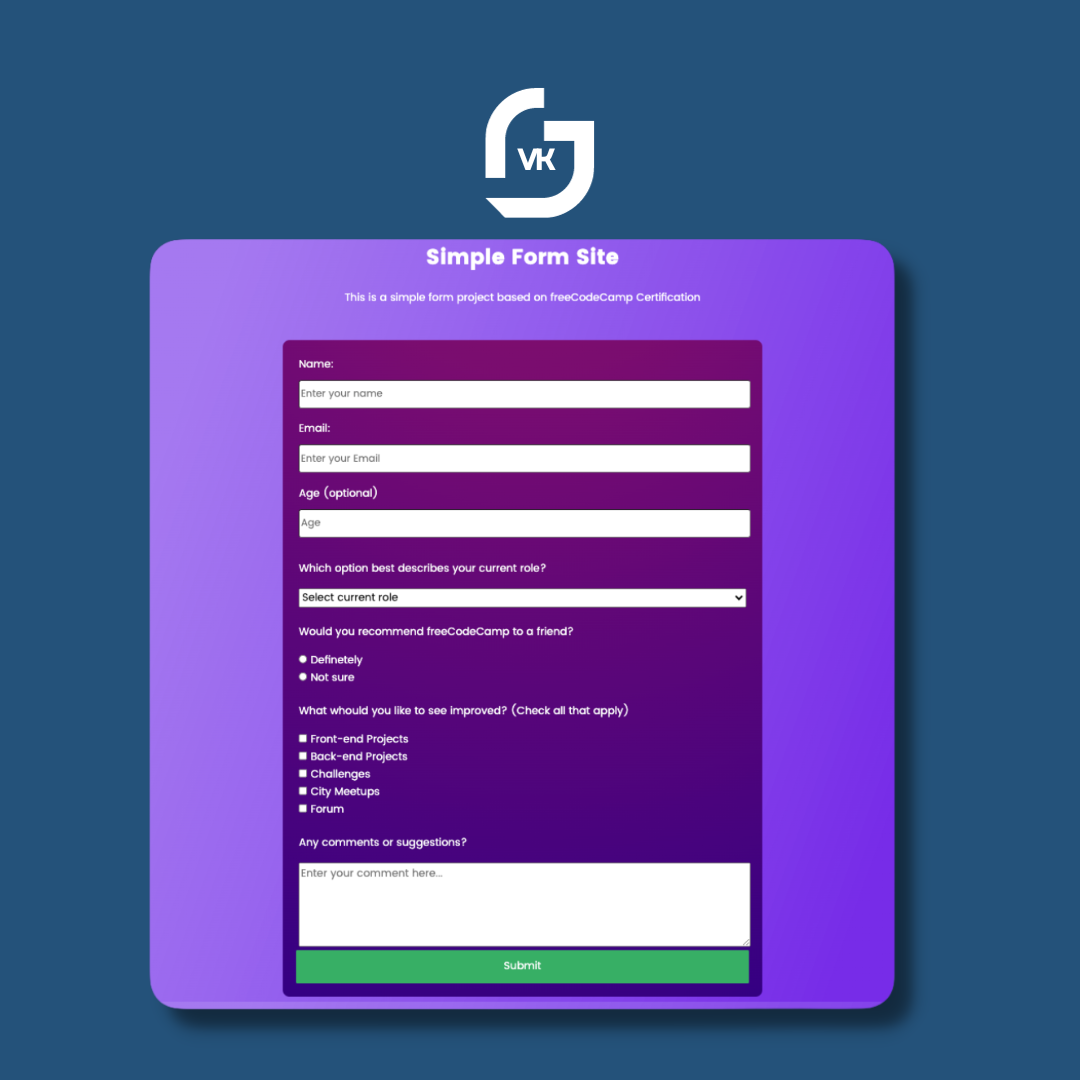 VK
Simple Form Site
This is a simple form project based on freeCodeCamp Certification
Name:
Enter your name
Email:
Enter your Email
Age (optional)
Age
Which option best describes your current role?
Select current role
Would you recommend freeCodeCamp to a friend?
Definetely
Not sure
What whould you like to see improved? (Check all that apply)
Front-end Projects
Back-end Projects
Challenges
City Meetups
Forum
Any comments or suggestions?
Enter your comment here...
Submit